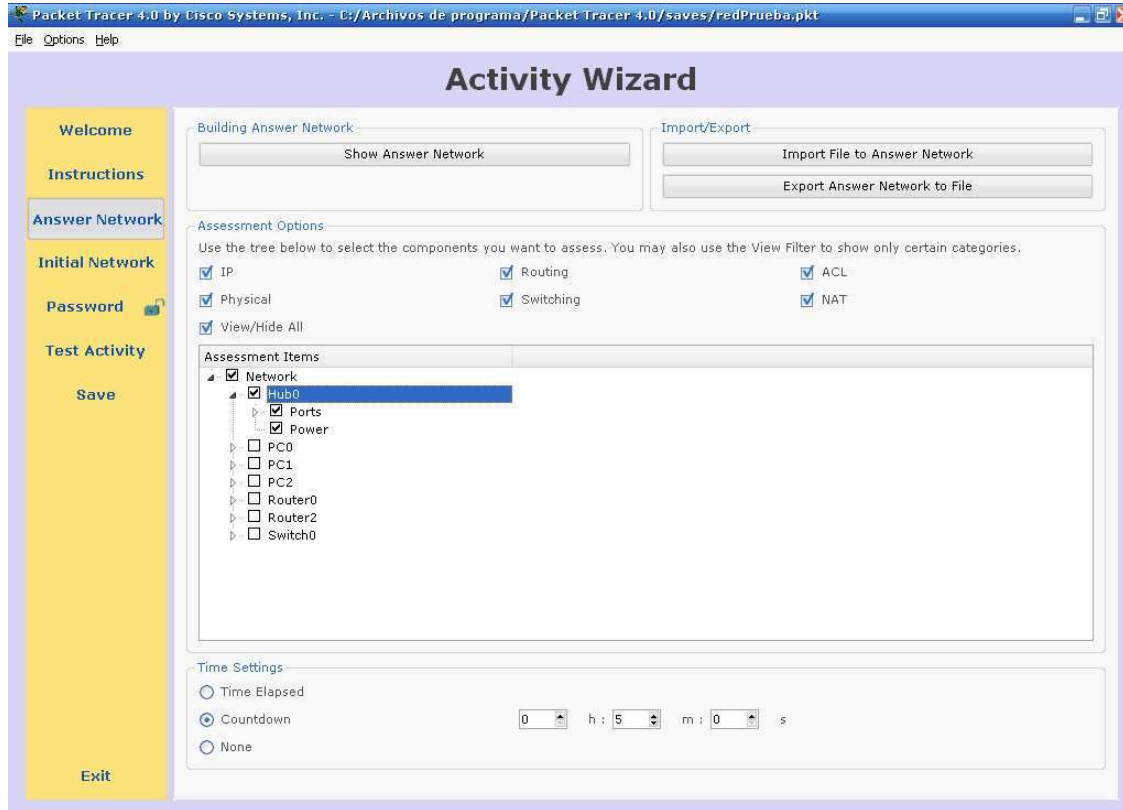 Packet Tracer 4.0 by Cisco Systems, Inc. - C:/Archivos de programa/Packet Tracer 4.0/saves/redPrueba.pkt
File Options Help
Activity Wizard
Welcome
Instructions
Answer Network
Initial Network
Password
Test Activity
Save
Exit
Building Answer Network
Show Answer Network
Import/Export
Import File to Answer Network
Export Answer Network to File
Assessment Options
Use the tree below to select the components you want to assess. You may also use the View Filter to show only certain categories.
IP Routing ACL
Physical Switching NAT
View/Hide All
Assessment Items
Network
Hub0
Ports
Power
PC0
PC1
PC2
Router0
Router2
Switch0
Time Settings
Time Elapsed
Countdown 0 h : 5 m : 0 s
None